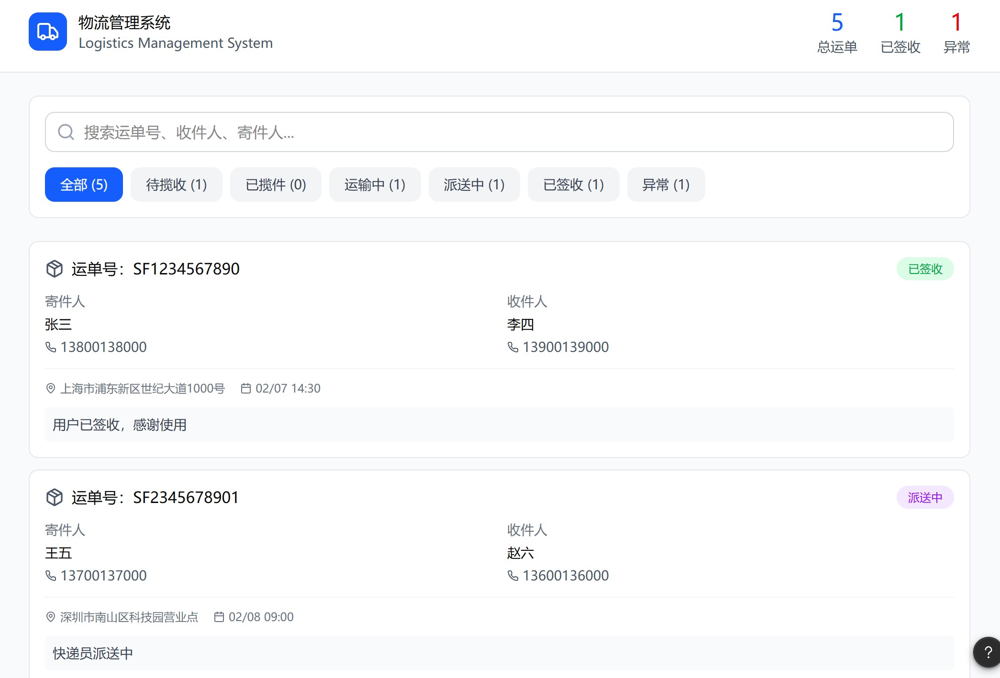 物流管理系统
Logistics Management System
5
总运单
1
已签收
1
异常
搜索运单号、收件人、寄件人...
全部 (5)
待揽收 (1)
已揽件 (0)
运输中 (1)
派送中 (1)
已签收 (1)
异常 (1)
运单号：SF1234567890
已签收
寄件人
收件人
张三
李四
13800138000
13900139000
上海市浦东新区世纪大道1000号
02/07 14:30
用户已签收，感谢使用
运单号：SF2345678901
派送中
寄件人
收件人
王五
赵六
13700137000
13600136000
深圳市南山区科技园营业点
02/08 09:00
快递员派送中
?